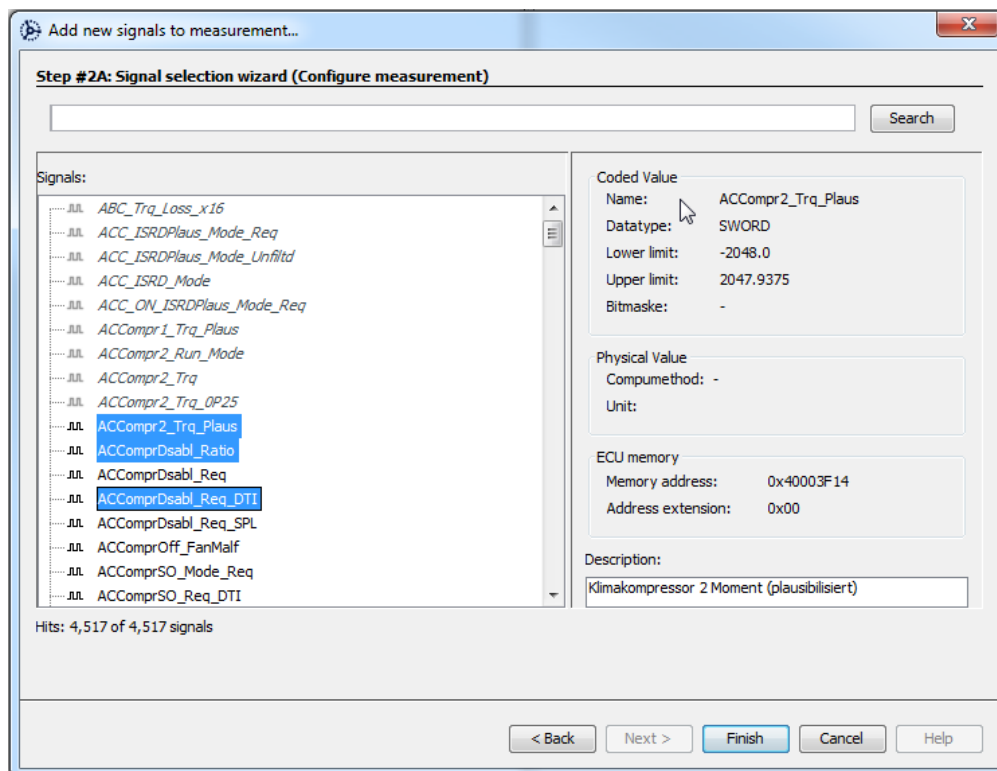 Add new signals to measurement...
Step #2A: Signal selection wizard (Configure measurement)
Search
Signals:
ABC_Trq_Loss_x16
ACC_ISRDPlaus_Mode_Req
ACC_ISRDPlaus_Mode_Unfiltd
ACC_ISRD_Mode
ACC_ON_ISRDPlaus_Mode_Req
ACCompr1_Trq_Plaus
ACCompr2_Run_Mode
ACCompr2_Trq
ACCompr2_Trq_0P25
ACCompr2_Trq_Plaus
ACComprDsabl_Ratio
ACComprDsabl_Req
ACComprDsabl_Req_DTI
ACComprDsabl_Req_SPL
ACComprOff_FanMalf
ACComprSO_Mode_Req
ACComprSO_Req_DTI
Hits: 4,517 of 4,517 signals
Coded Value
Name: ACCompr2_Trq_Plaus
Datatype: SWORD
Lower limit: -2048.0
Upper limit: 2047.9375
Bitmaske: -
Physical Value
Compumethod: -
Unit:
ECU memory
Memory address: 0x40003F14
Address extension: 0x00
Description:
Klimakompressor 2 Moment (plausibilisiert)
< Back Next > Finish Cancel Help